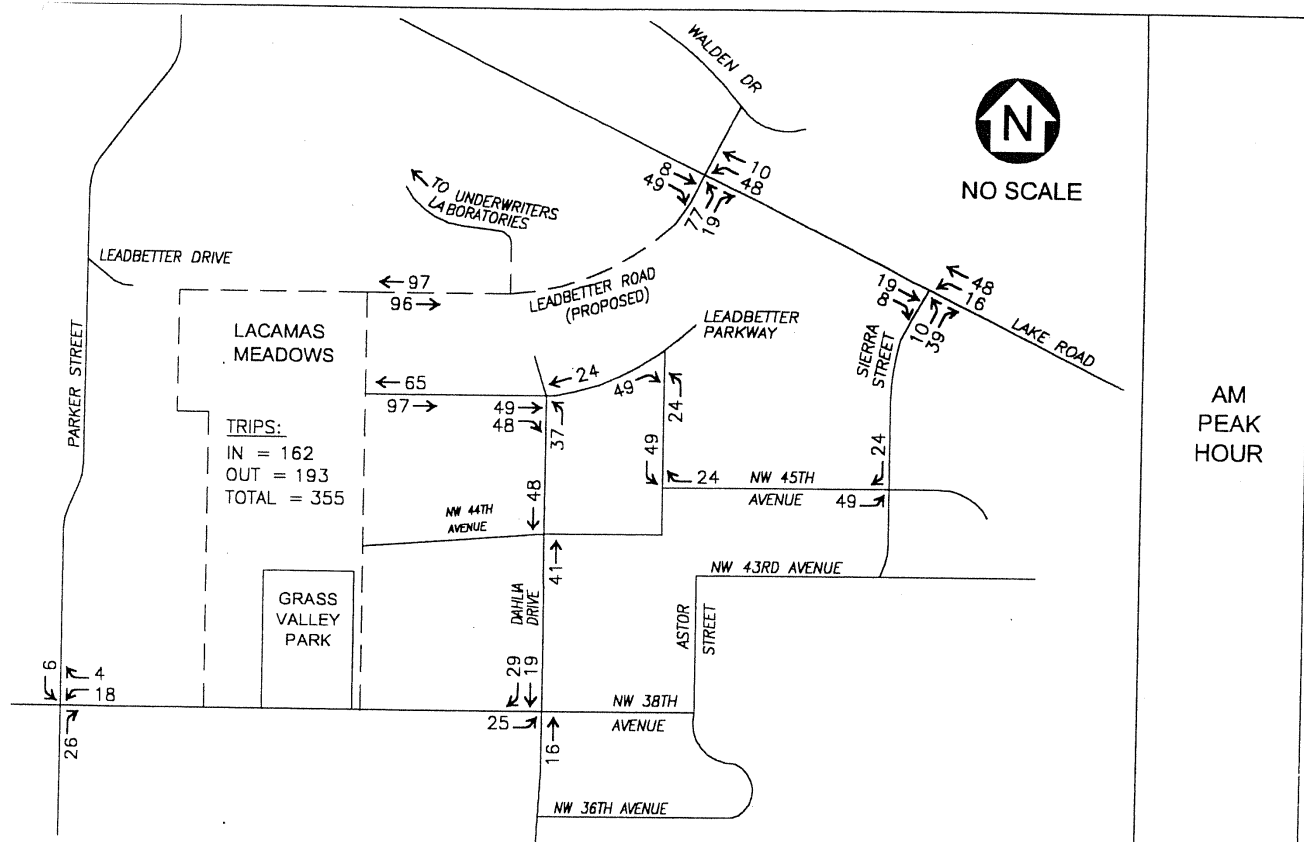 WALDEN DR
N
NO SCALE
TO UNDERWRITERS
LABORATORIES
8
49
10
48
77
19
LEADBETTER DRIVE
97
96
LEADBETTER ROAD
(PROPOSED)
19
8
48
16
10
39
LAKE ROAD
LACAMAS
MEADOWS
LEADBETTER
PARKWAY
SIERRA
STREET
PARKER STREET
65
97
24
49
48
37
49
24
AM
PEAK
HOUR
TRIPS:
IN = 162
OUT = 193
TOTAL = 355
49
24
NW 45TH
AVENUE
24
49
NW 44TH
AVENUE
48
41
NW 43RD AVENUE
GRASS
VALLEY
PARK
DAHLIA
DRIVE
ASTOR
STREET
6
4
18
26
29
19
25
16
NW 38TH
AVENUE
NW 36TH AVENUE